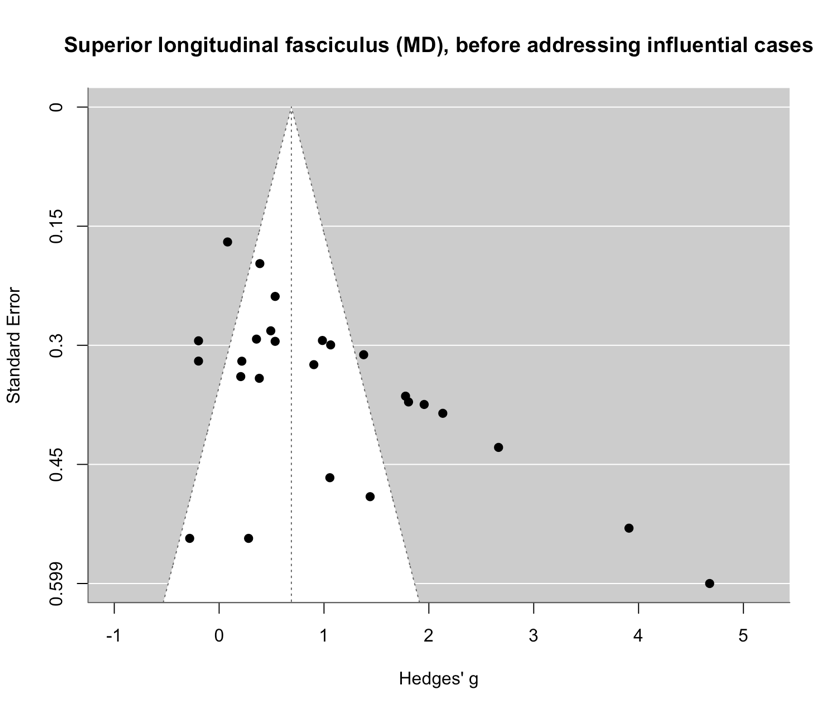 Superior longitudinal fasciculus (MD), before addressing influential cases
0
0.15
0.3
0.45
0.599
Standard Error
-1 0 1 2 3 4 5
Hedges' g